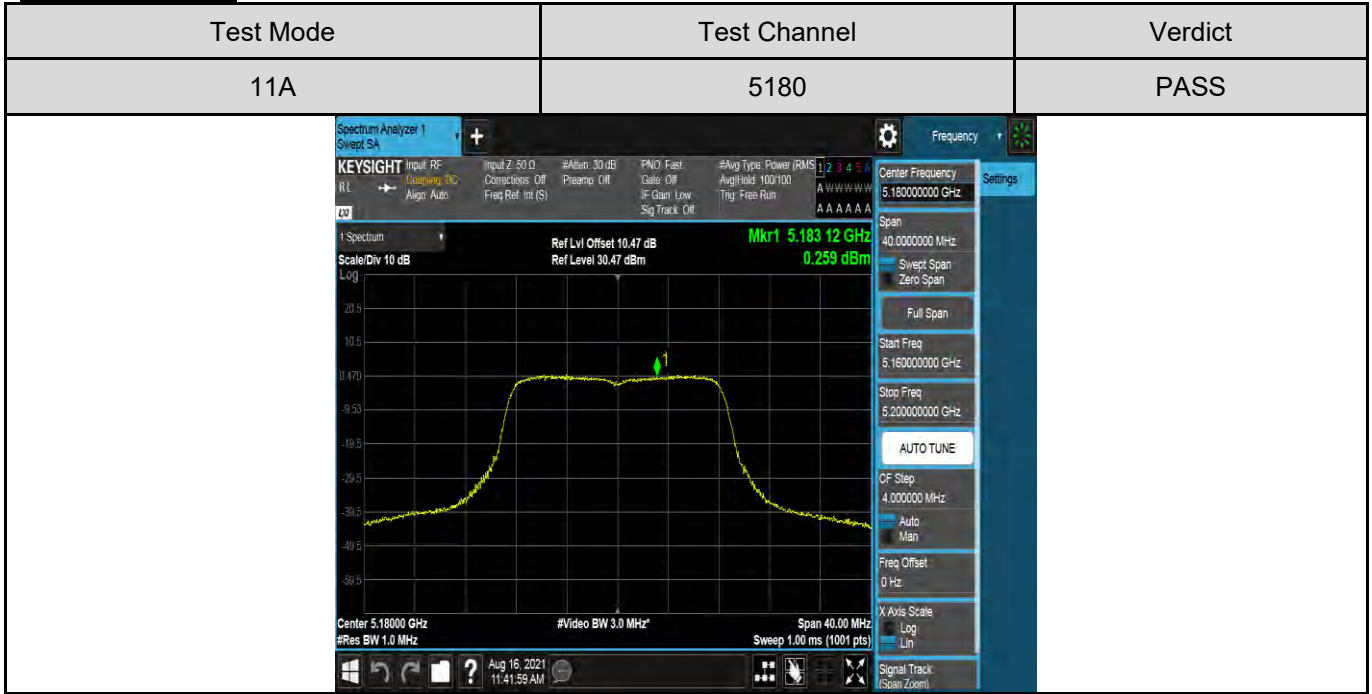 Test Mode Test Channel Verdict
11A 5180 PASS
Spectrum Analyzer 1
Swept SA
+
Frequency
KEYSIGHT
RL
Input: RF
Coupling: DC
Align: Auto
Input Z: 50 Ω
Corrections: Off
Freq Ref: Int (S)
#Atten: 30 dB
Preamp: Off
PNO: Fast
Gate: Off
IF Gain: Low
Sig Track: Off
#Avg Type: Power (RMS
Avg|Hold: 100/100
Trig: Free Run
1 2 3 4 5 6
A W W W W W
A A A A A A
Center Frequency
5.180000000 GHz
Settings
Span
40.0000000 MHz
Swept Span
Zero Span
Full Span
Start Freq
5.160000000 GHz
Stop Freq
5.200000000 GHz
AUTO TUNE
CF Step
4.000000 MHz
Auto
Man
Freq Offset
0 Hz
X Axis Scale
Log
Lin
Signal Track
(Span Zoom)
1 Spectrum
Scale/Div 10 dB
Log
Ref Lvl Offset 10.47 dB
Ref Level 30.47 dBm
Mkr1 5.183 12 GHz
0.259 dBm
20.5
10.5
0.470
-9.53
-19.5
-29.5
-39.5
-49.5
-59.5
1
Center 5.18000 GHz
#Res BW 1.0 MHz
#Video BW 3.0 MHz*
Span 40.00 MHz
Sweep 1.00 ms (1001 pts)
?
Aug 16, 2021
11:41:59 AM